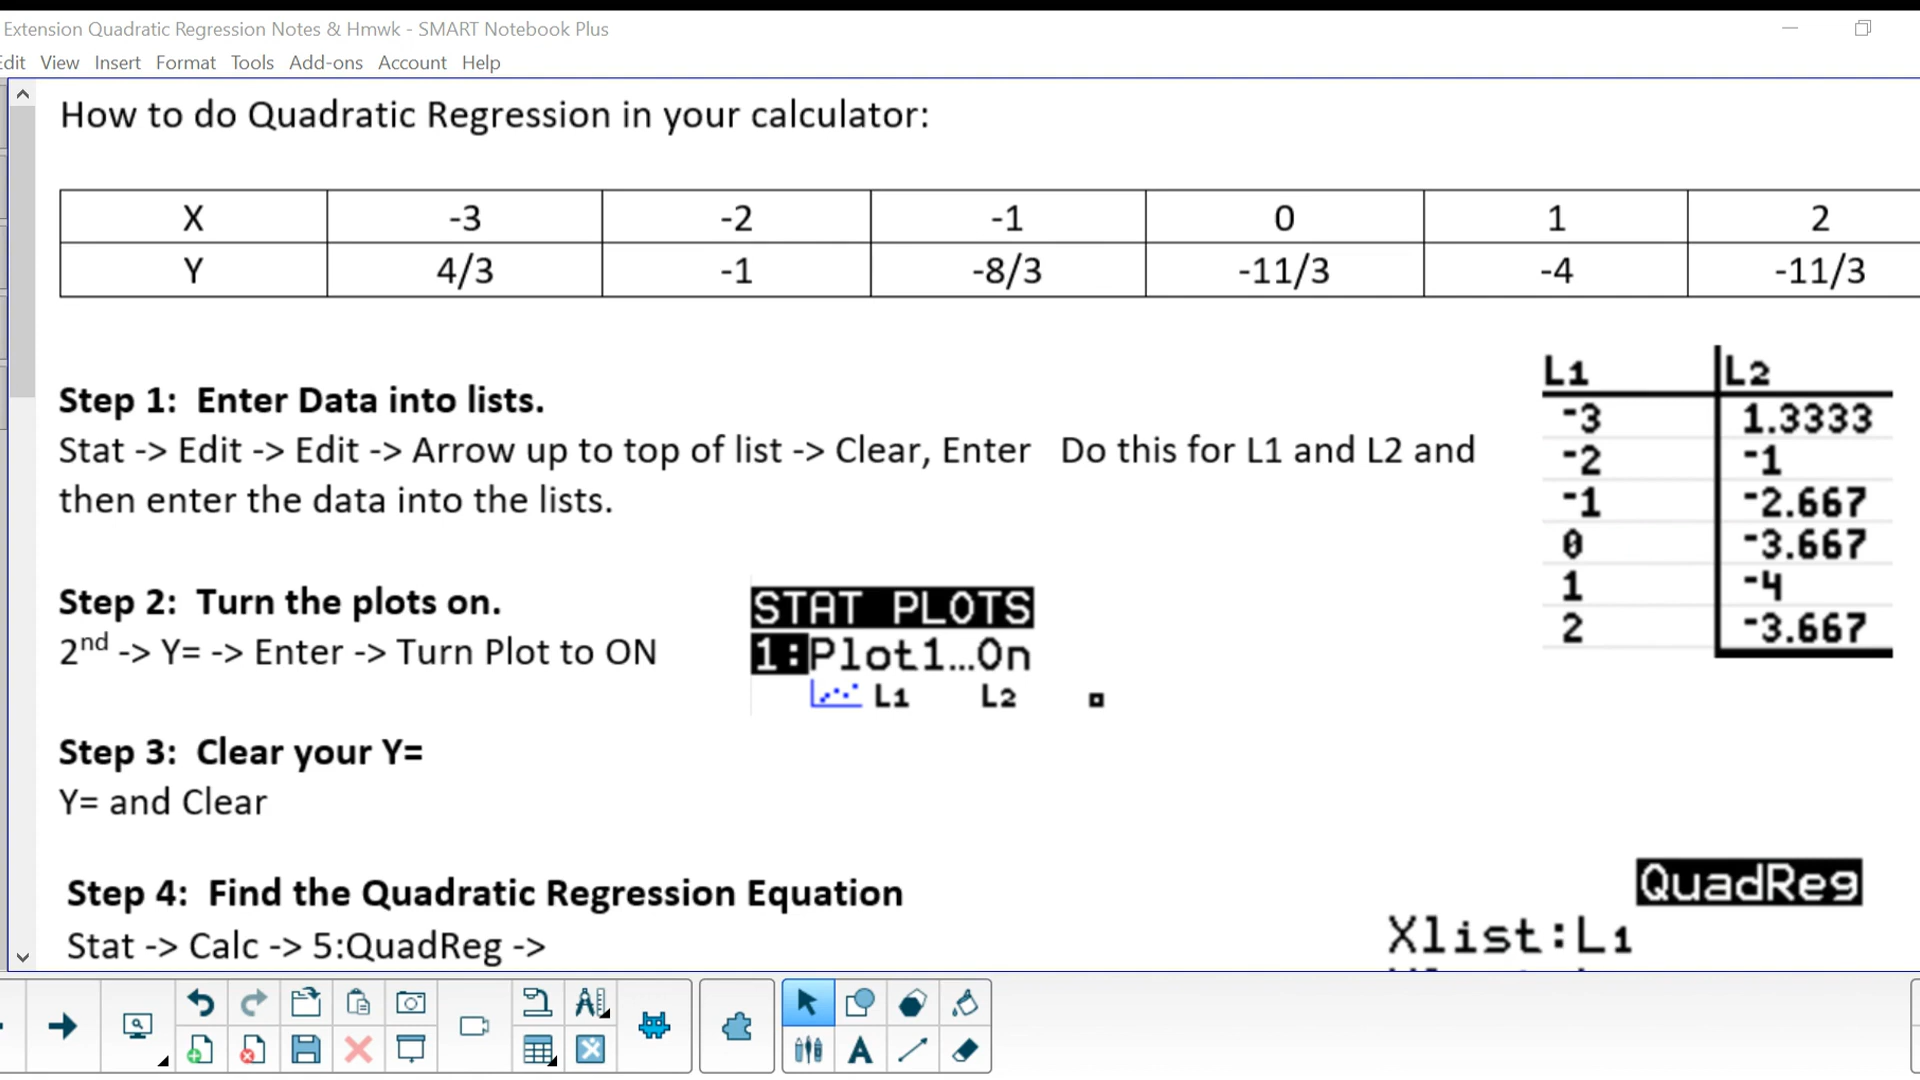 Extension Quadratic Regression Notes & Hmwk - SMART Notebook Plus
Edit View Insert Format Tools Add-ons Account Help
How to do Quadratic Regression in your calculator:
X -3 -2 -1 0 1 2
Y 4/3 -1 -8/3 -11/3 -4 -11/3
Step 1: Enter Data into lists.
Stat -> Edit -> Edit -> Arrow up to top of list -> Clear, Enter Do this for L1 and L2 and
then enter the data into the lists.
L1 L2
-3 1.3333
-2 -1
-1 -2.667
0 -3.667
1 -4
2 -3.667
Step 2: Turn the plots on.
2nd -> Y= -> Enter -> Turn Plot to ON
STAT PLOTS
1:Plot1...On
L1 L2
Step 3: Clear your Y=
Y= and Clear
Step 4: Find the Quadratic Regression Equation
Stat -> Calc -> 5:QuadReg ->
QuadReg
Xlist:L1